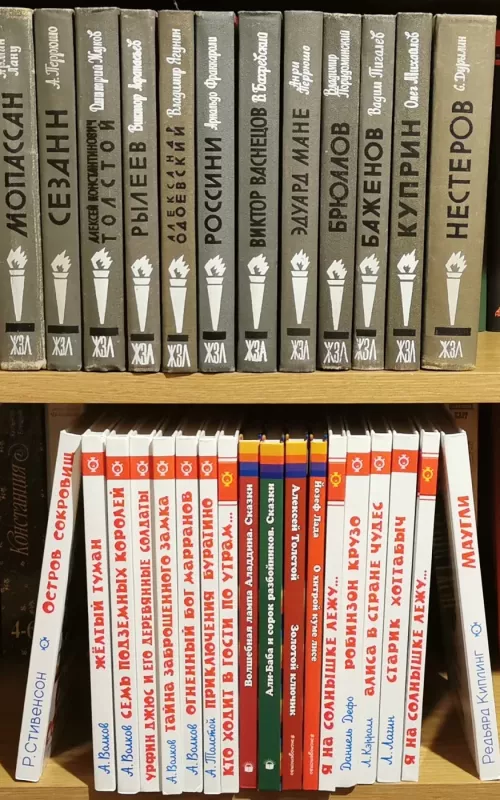 Арман Лану
МОПАССАН
ЖЗЛ
А. Перрюшо
СЕЗАНН
ЖЗЛ
Дмитрий Жуков
АЛЕКСЕЙ КОНСТАНТИНОВИЧ
ТОЛСТОЙ
ЖЗЛ
Виктор Афанасьев
РЫЛЕЕВ
ЖЗЛ
Владимир Ягунин
АЛЕКСАНДР
ОДОЕВСКИЙ
ЖЗЛ
Арнальдо Фраккароли
РОССИНИ
ЖЗЛ
В. Бахревский
ВИКТОР ВАСНЕЦОВ
ЖЗЛ
Анри Перрюшо
ЭДУАРД МАНЕ
ЖЗЛ
Владимир Порудоминский
БРЮЛЛОВ
ЖЗЛ
Вадим Пигалев
БАЖЕНОВ
ЖЗЛ
Олег Михайлов
КУПРИН
ЖЗЛ
С. Дурылин
НЕСТЕРОВ
ЖЗЛ
Констанция
Р. Стивенсон ОСТРОВ СОКРОВИЩ
А. Волков ЖЁЛТЫЙ ТУМАН
А. Волков СЕМЬ ПОДЗЕМНЫХ КОРОЛЕЙ
УРФИН ДЖЮС И ЕГО ДЕРЕВЯННЫЕ СОЛДАТЫ
А. Волков ТАЙНА ЗАБРОШЕННОГО ЗАМКА
А. Волков ОГНЕННЫЙ БОГ МАРРАНОВ
А. Толстой ПРИКЛЮЧЕНИЯ БУРАТИНО
КТО ХОДИТ В ГОСТИ ПО УТРАМ...
Волшебная лампа Аладдина. Сказки
Али-Баба и сорок разбойников. Сказки
Алексей Толстой Золотой ключик
Йозеф Лада О хитрой куме лисе
Я НА СОЛНЫШКЕ ЛЕЖУ...
Даниель Дефо РОБИНЗОН КРУЗО
Л. Кэрролл АЛИСА В СТРАНЕ ЧУДЕС
Л. Лагин СТАРИК ХОТТАБЫЧ
Я НА СОЛНЫШКЕ ЛЕЖУ...
Редьярд Киплинг МАУГЛИ